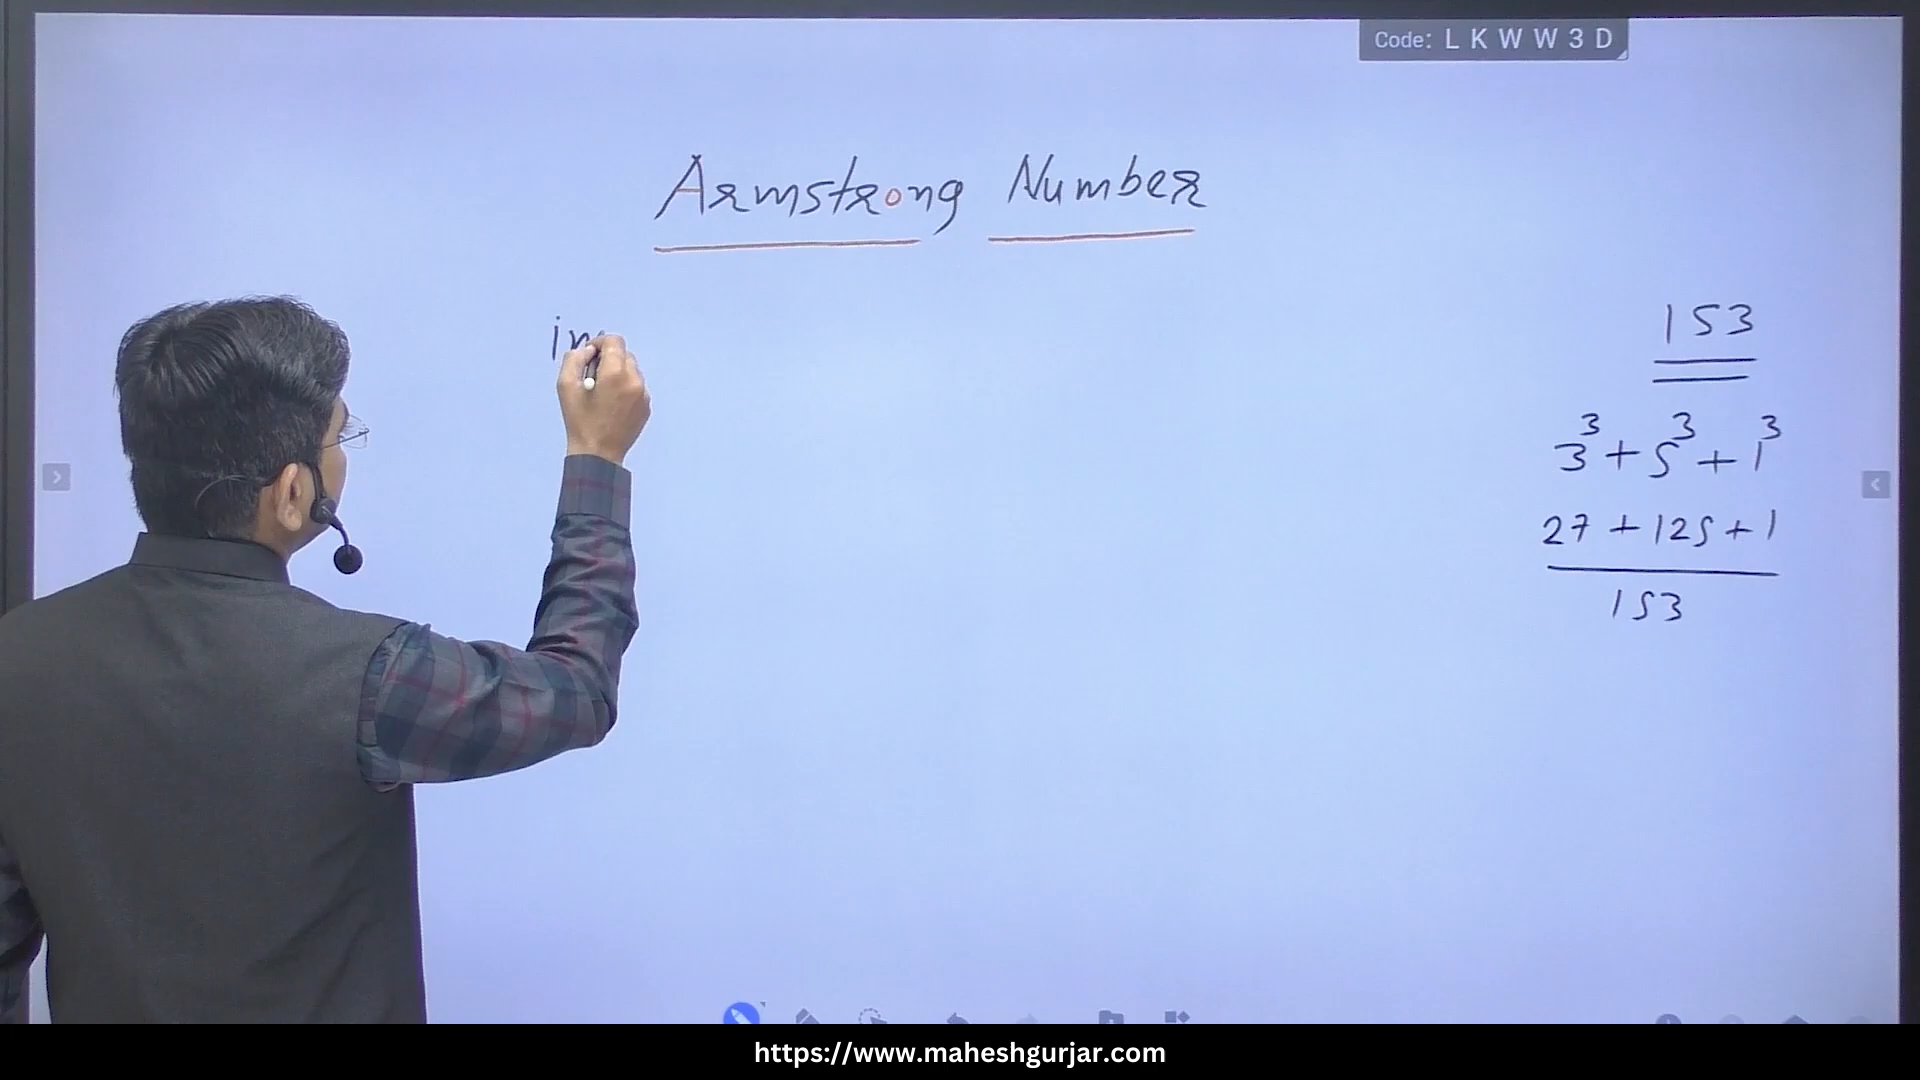 Code: L K W W 3 D
Armstrong Number
in
153
3³ + 5³ + 1³
27 + 125 + 1
153
https://www.maheshgurjar.com